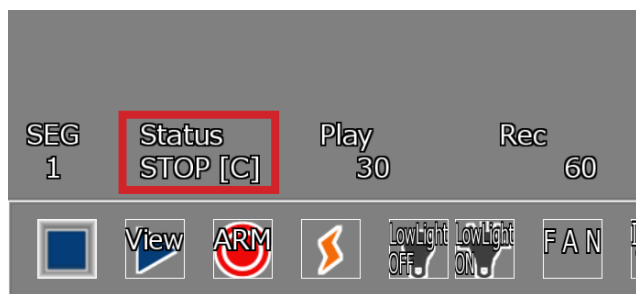 SEG Status Play Rec
1 STOP [C] 30 60
View ARM LowLight LowLight F A N
OFF ON